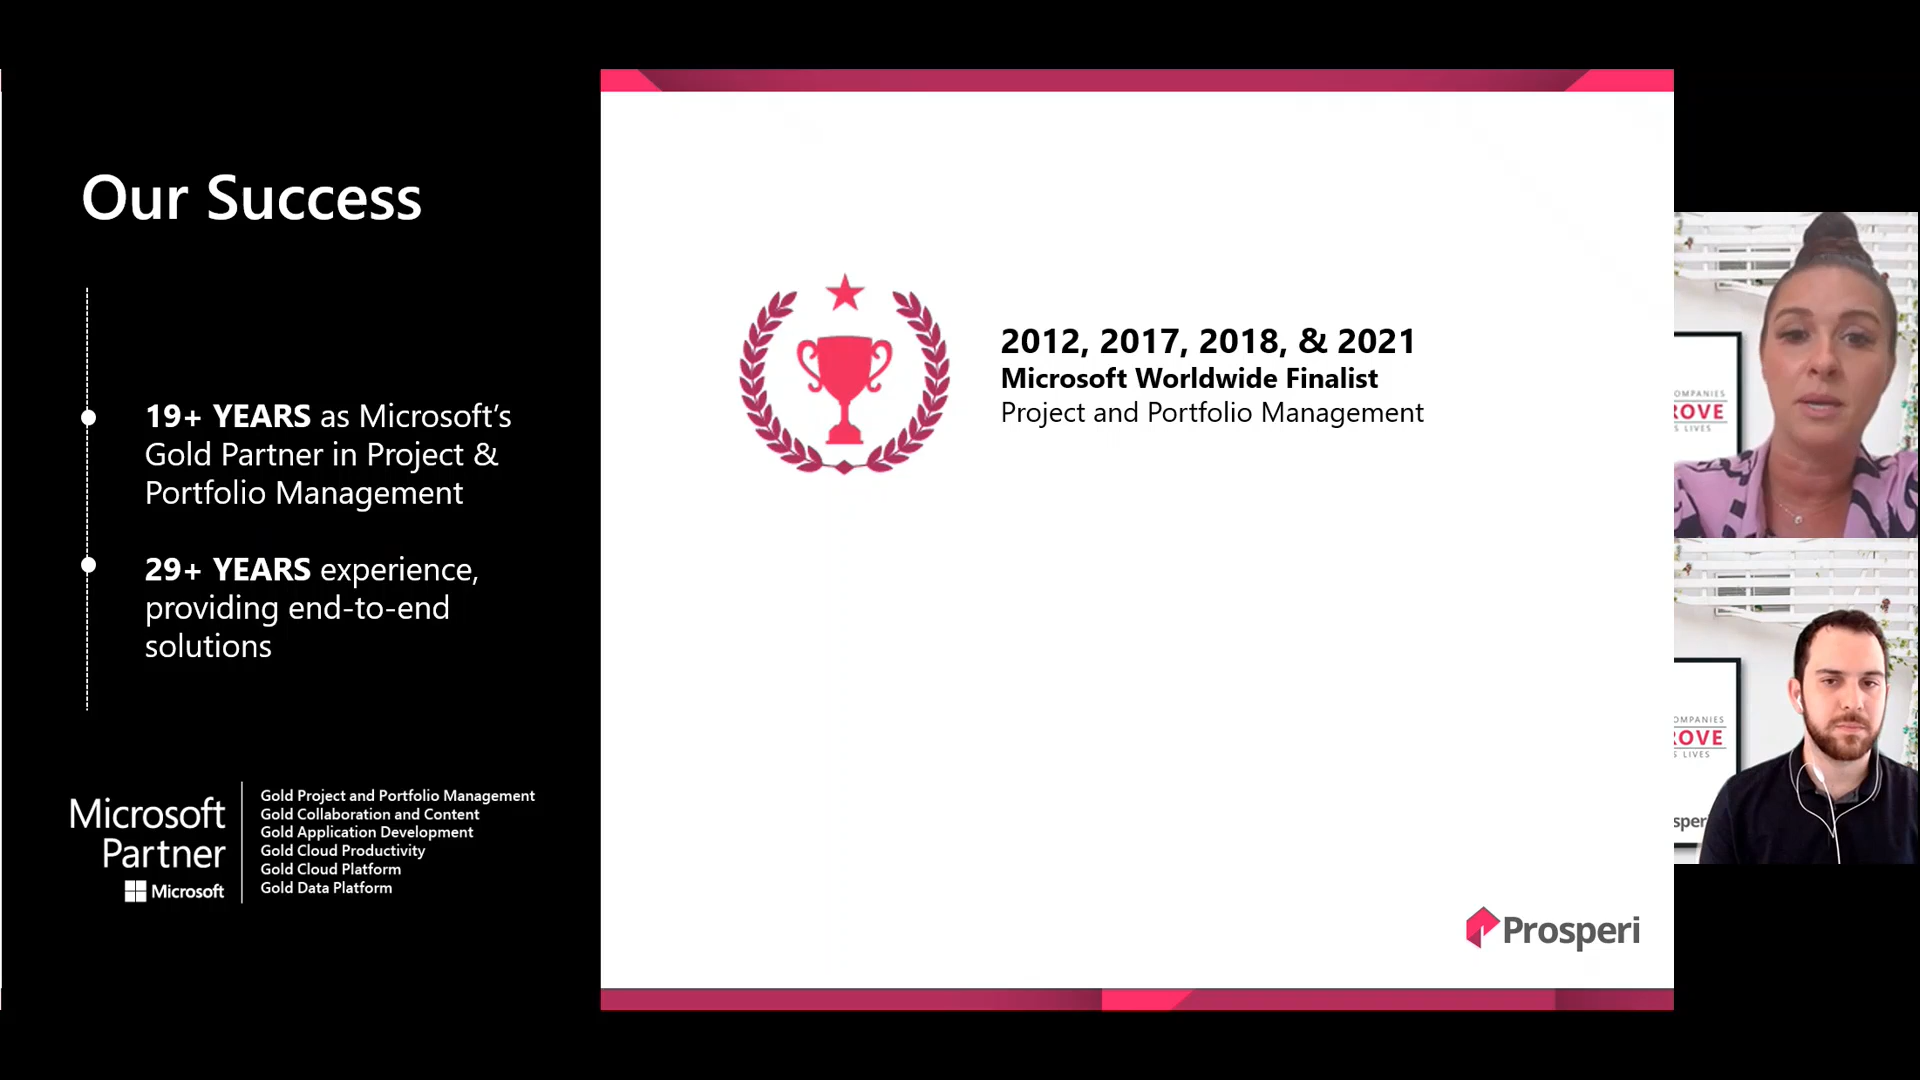 Our Success
19+ YEARS as Microsoft’s
Gold Partner in Project &
Portfolio Management
29+ YEARS experience,
providing end-to-end
solutions
Microsoft
Partner
Microsoft
Gold Project and Portfolio Management
Gold Collaboration and Content
Gold Application Development
Gold Cloud Productivity
Gold Cloud Platform
Gold Data Platform
2012, 2017, 2018, & 2021
Microsoft Worldwide Finalist
Project and Portfolio Management
Prosperi
COMPANIES
ROVE
LIVES
OMPANIES
ROVE
LIVES
speri